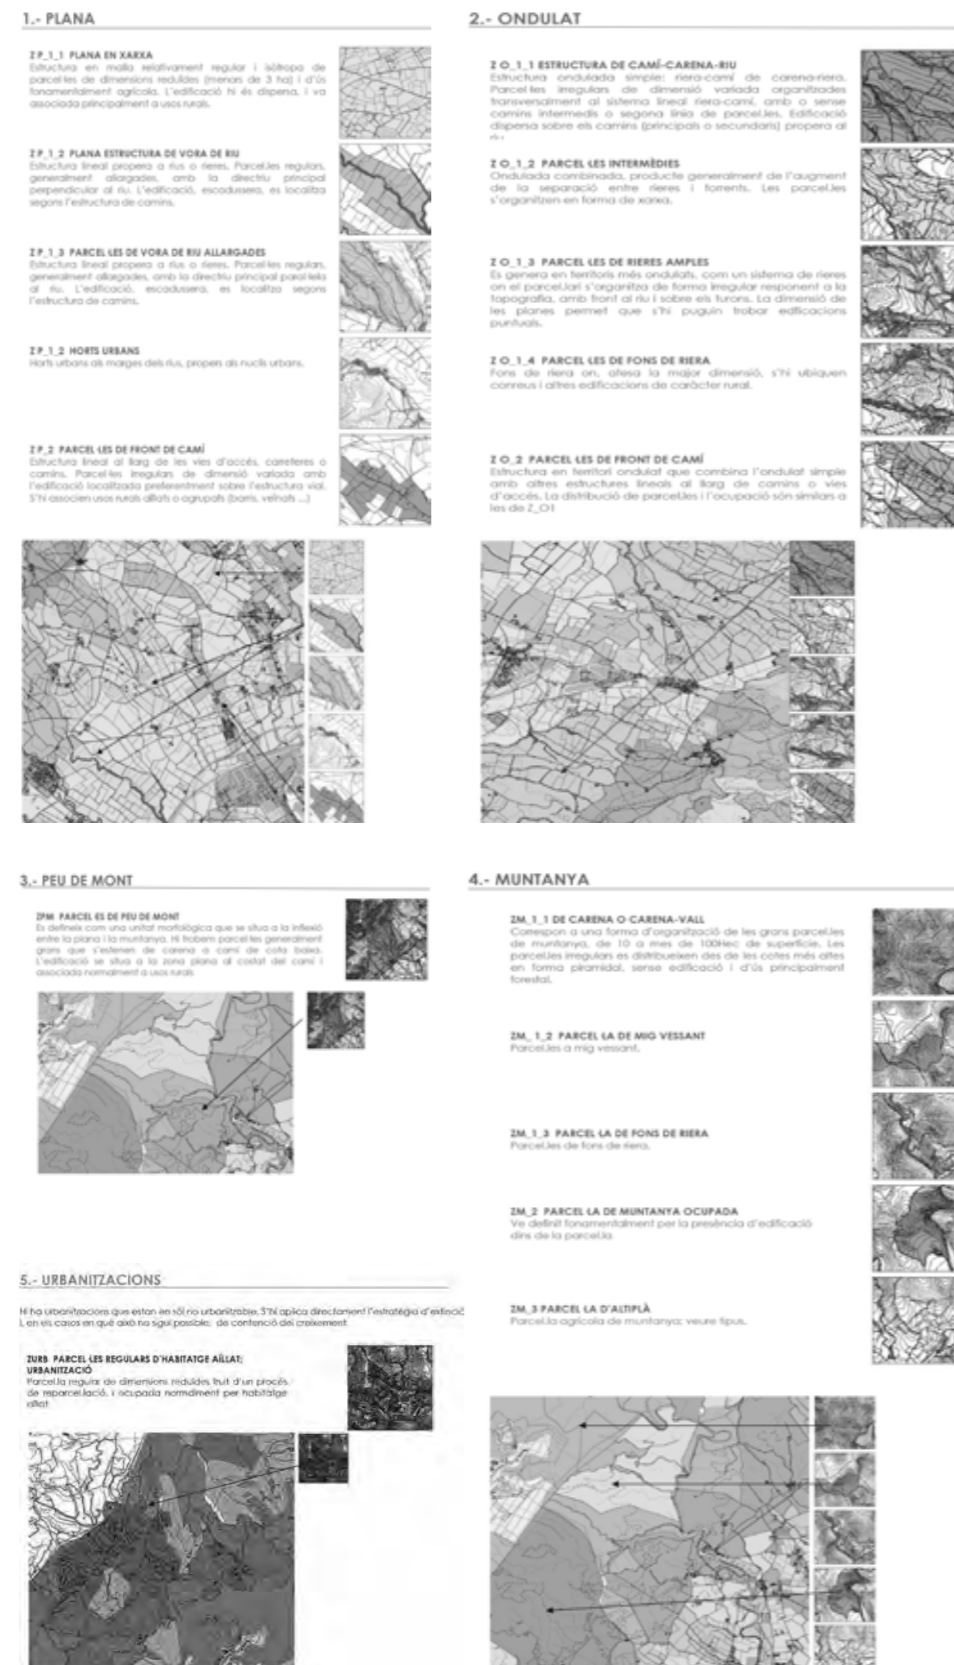 1.- PLANA
Z P_1_1 PLANA EN XARXA
Estructura en malla relativament regular i isòtropa de
parcel·les de dimensions reduïdes (menors de 3 ha) i d'ús
fonamentalment agrícola. L'edificació hi és dispersa, i va
associada principalment a usos rurals.
Z P_1_2 PLANA ESTRUCTURA DE VORA DE RIU
Estructura lineal propera a rius o rieres. Parcel.les regulars,
generalment allargades, amb la directriu principal
perpendicular al riu. L'edificació, escadussera, es localitza
segons l'estructura de camins.
Z P_1_3 PARCEL·LES DE VORA DE RIU ALLARGADES
Estructura lineal propera a rius o rieres. Parcel·les regulars,
generalment allargades, amb la directriu principal paral·lela
al riu. L'edificació, escadussera, es localitza segons
l'estructura de camins.
Z P_1_2 HORTS URBANS
Horts urbans als marges dels rius, propers als nuclis urbans.
Z P_2 PARCEL·LES DE FRONT DE CAMÍ
Estructura lineal al llarg de les vies d'accés, carreteres o
camins. Parcel·les irregulars de dimensió variada amb
l'edificació localitzada preferentment sobre l'estructura vial.
S'hi associen usos rurals aïllats o agrupats (barris, veïnats ...)
2.- ONDULAT
Z O_1_1 ESTRUCTURA DE CAMÍ-CARENA-RIU
Estructura ondulada simple: riera-camí de carena-riera.
Parcel·les irregulars de dimensió variada organitzades
transversalment al sistema lineal riera-camí, amb o sense
camins intermedis o segona línia de parcel.les. Edificació
dispersa sobre els camins (principals o secundaris) propera al
riu
Z O_1_2 PARCEL·LES INTERMÈDIES
Ondulada combinada, producte generalment de l'augment
de la separació entre rieres i torrents. Les parcel.les
s'organitzen en forma de xarxa.
Z O_1_3 PARCEL·LES DE RIERES AMPLES
Es genera en territoris més ondulats, com un sistema de rieres
on el parcel.lari s'organitza de forma irregular responent a la
topografia, amb front al riu i sobre els turons. La dimensió de
les planes permet que s'hi puguin trobar edificacions
puntuals.
Z O_1_4 PARCEL·LES DE FONS DE RIERA
Fons de riera on, atesa la major dimensió, s'hi ubiquen
conreus i altres edificacions de caràcter rural.
Z O_2 PARCEL·LES DE FRONT DE CAMÍ
Estructura en territori ondulat que combina l'ondulat simple
amb altres estructures lineals al llarg de camins o vies
d'accés. La distribució de parcel.les i l'ocupació són similars a
les de Z_O1
3.- PEU DE MONT
ZPM PARCEL·LES DE PEU DE MONT
Es defineix com una unitat morfològica que se situa a la inflexió
entre la plana i la muntanya. Hi trobem parcel·les generalment
grans que s'estenen de carena a camí de cota baixa.
L'edificació se situa a la zona plana al costat del camí i
associada normalment a usos rurals
4.- MUNTANYA
ZM_1_1 DE CARENA O CARENA-VALL
Correspon a una forma d'organització de les grans parcel.les
de muntanya, de 10 a mes de 100Hec de superfície. Les
parcel.les irregulars es distribueixen des de les cotes més altes
en forma piramidal, sense edificació i d'ús principalment
forestal.
ZM_ 1_2 PARCEL·LA DE MIG VESSANT
Parcel.les a mig vessant.
ZM_1_3 PARCEL·LA DE FONS DE RIERA
Parcel.les de fons de riera.
ZM_2 PARCEL·LA DE MUNTANYA OCUPADA
Ve definit fonamentalment per la presència d'edificació
dins de la parcel.la
ZM_3 PARCEL·LA D'ALTIPLÀ
Parcel.la agrícola de muntanya; veure tipus.
5.- URBANITZACIONS
Hi ha urbanitzacions que estan en sòl no urbanitzable. S'hi aplica directament l'estratègia d'extinció
i, en els casos en què això no sigui possible, de contenció del creixement
ZURB PARCEL·LES REGULARS D'HABITATGE AÏLLAT;
URBANITZACIÓ
Parcel.la regular de dimensions reduïdes fruit d'un procés
de reparcel.lació, i ocupada normalment per habitatge
aïllat